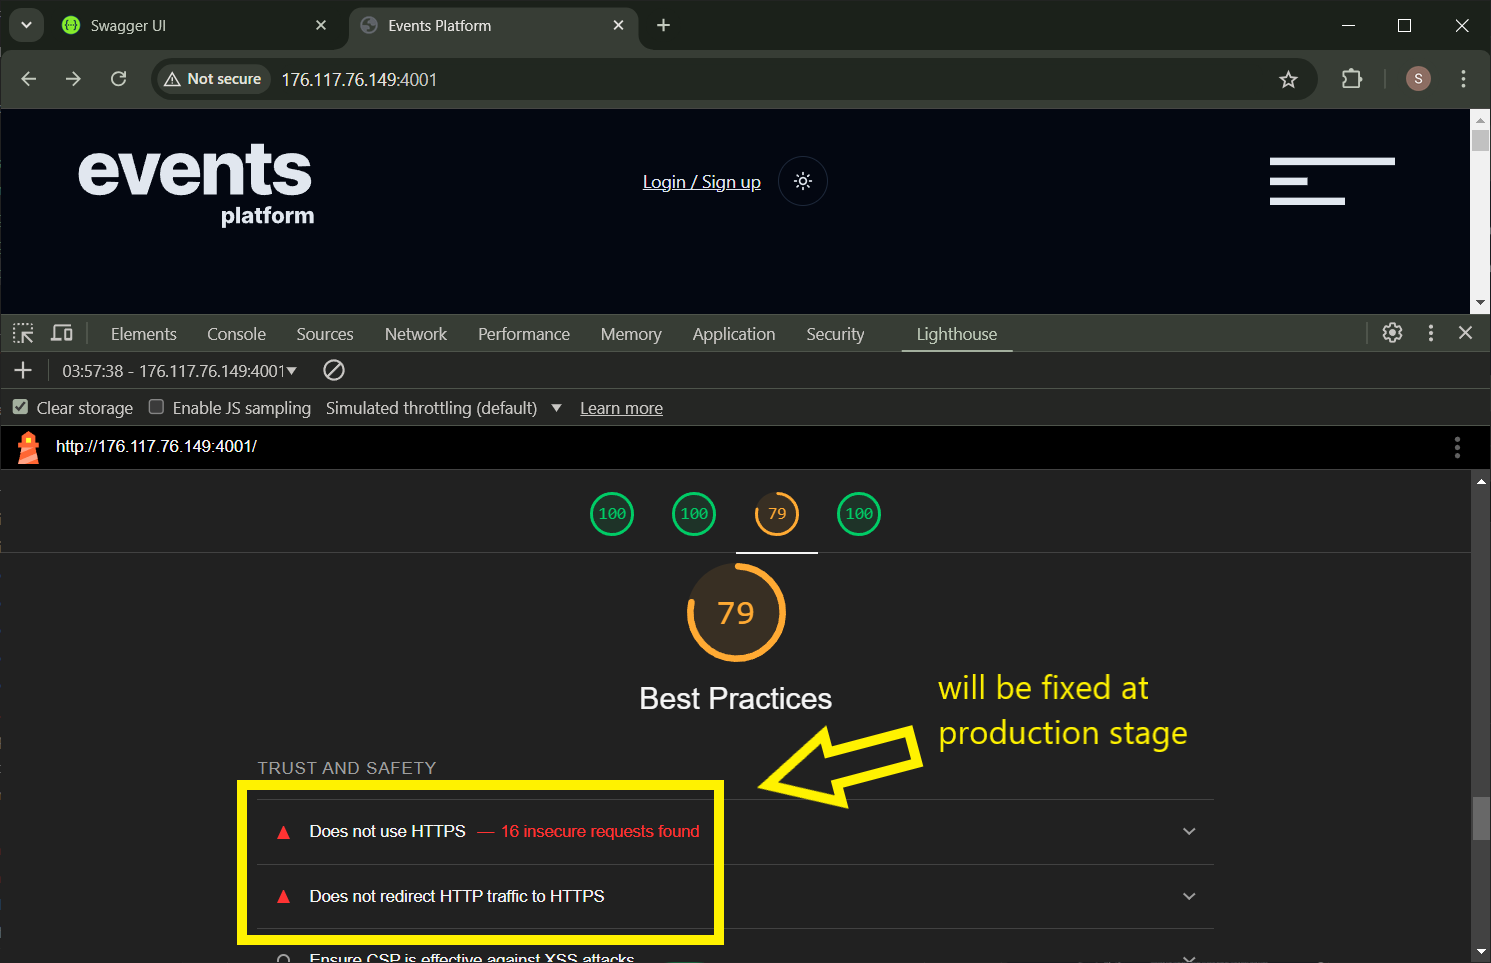 Swagger UI
Events Platform
Not secure
176.117.76.149:4001
S
events
platform
Login / Sign up
Elements
Console
Sources
Network
Performance
Memory
Application
Security
Lighthouse
03:57:38 - 176.117.76.149:4001
Clear storage
Enable JS sampling
Simulated throttling (default)
Learn more
http://176.117.76.149:4001/
100
100
79
100
79
Best Practices
will be fixed at
production stage
TRUST AND SAFETY
Does not use HTTPS — 16 insecure requests found
Does not redirect HTTP traffic to HTTPS
Ensure CSP is effective against XSS attacks